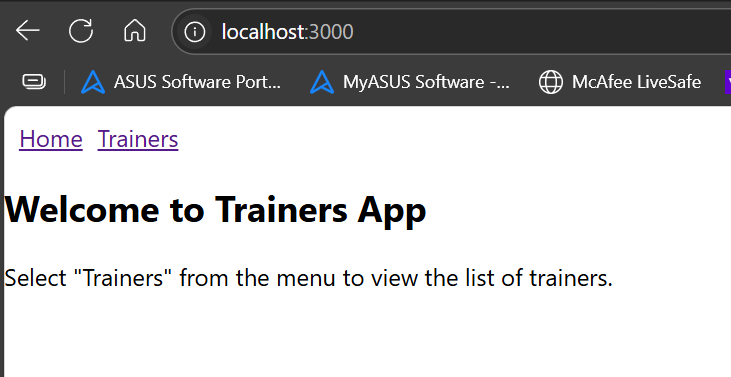 localhost:3000
ASUS Software Port... MyASUS Software -... McAfee LiveSafe
Home Trainers
Welcome to Trainers App
Select "Trainers" from the menu to view the list of trainers.